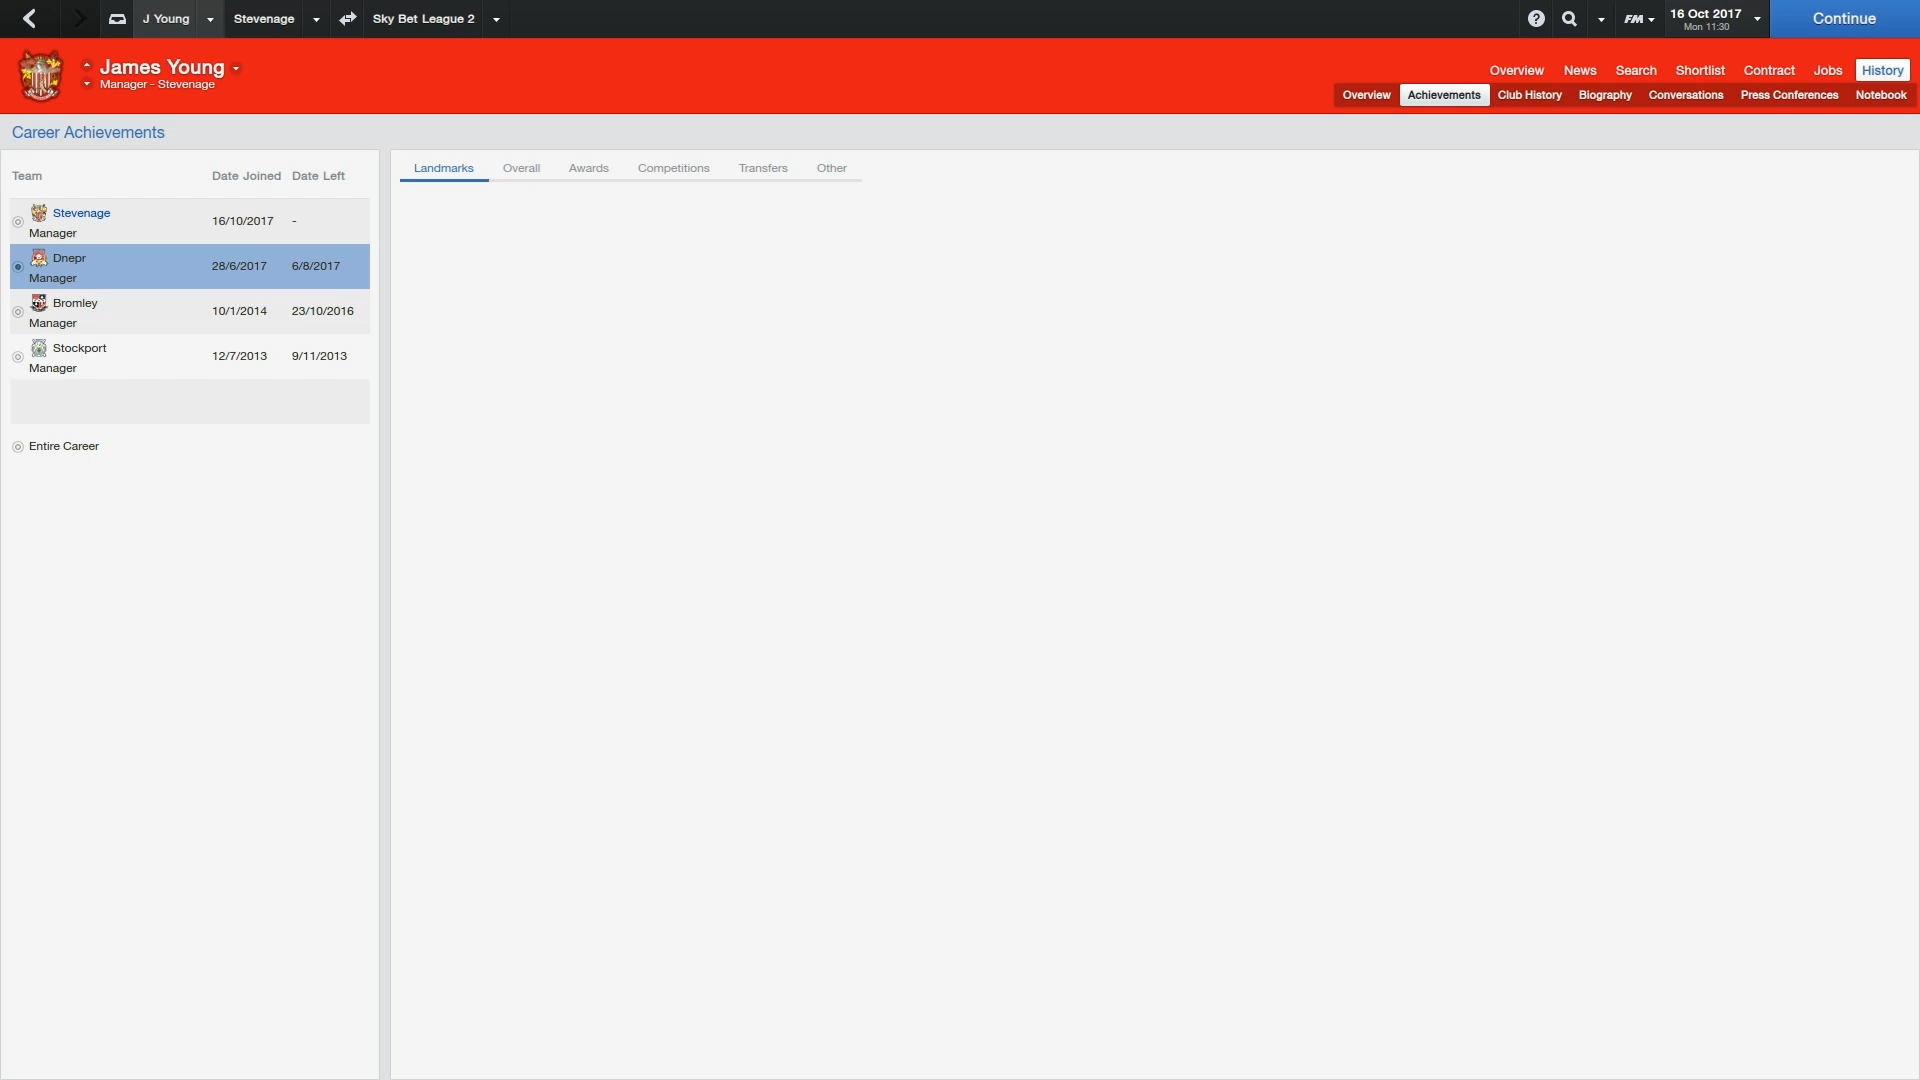 J Young Stevenage Sky Bet League 2 ? FM 16 Oct 2017 Continue
Mon 11:30
James Young
Manager - Stevenage
Overview News Search Shortlist Contract Jobs History
Overview Achievements Club History Biography Conversations Press Conferences Notebook
Career Achievements
Landmarks Overall Awards Competitions Transfers Other
Team Date Joined Date Left
Stevenage
Manager 16/10/2017 -
Dnepr
Manager 28/6/2017 6/8/2017
Bromley
Manager 10/1/2014 23/10/2016
Stockport
Manager 12/7/2013 9/11/2013
Entire Career